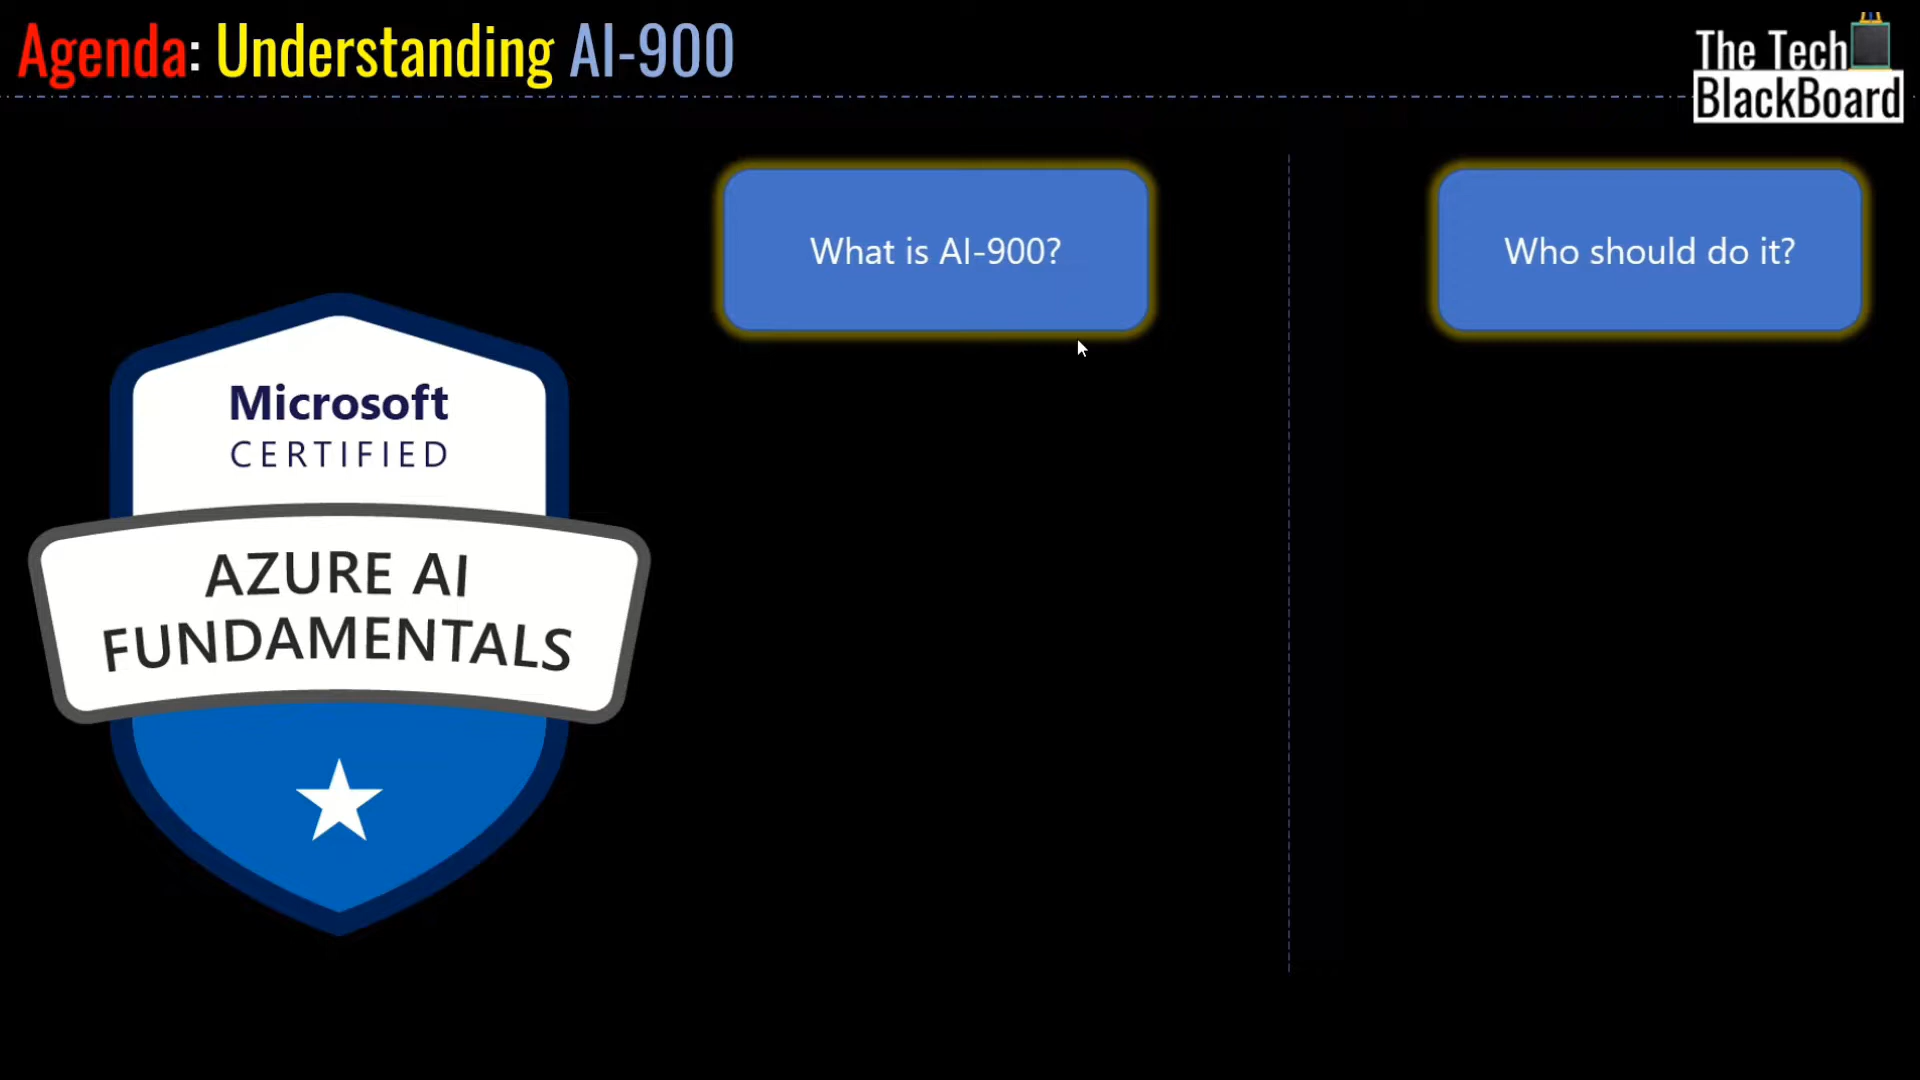 Agenda: Understanding AI-900
The Tech
BlackBoard
What is AI-900?
Who should do it?
Microsoft
CERTIFIED
AZURE AI
FUNDAMENTALS